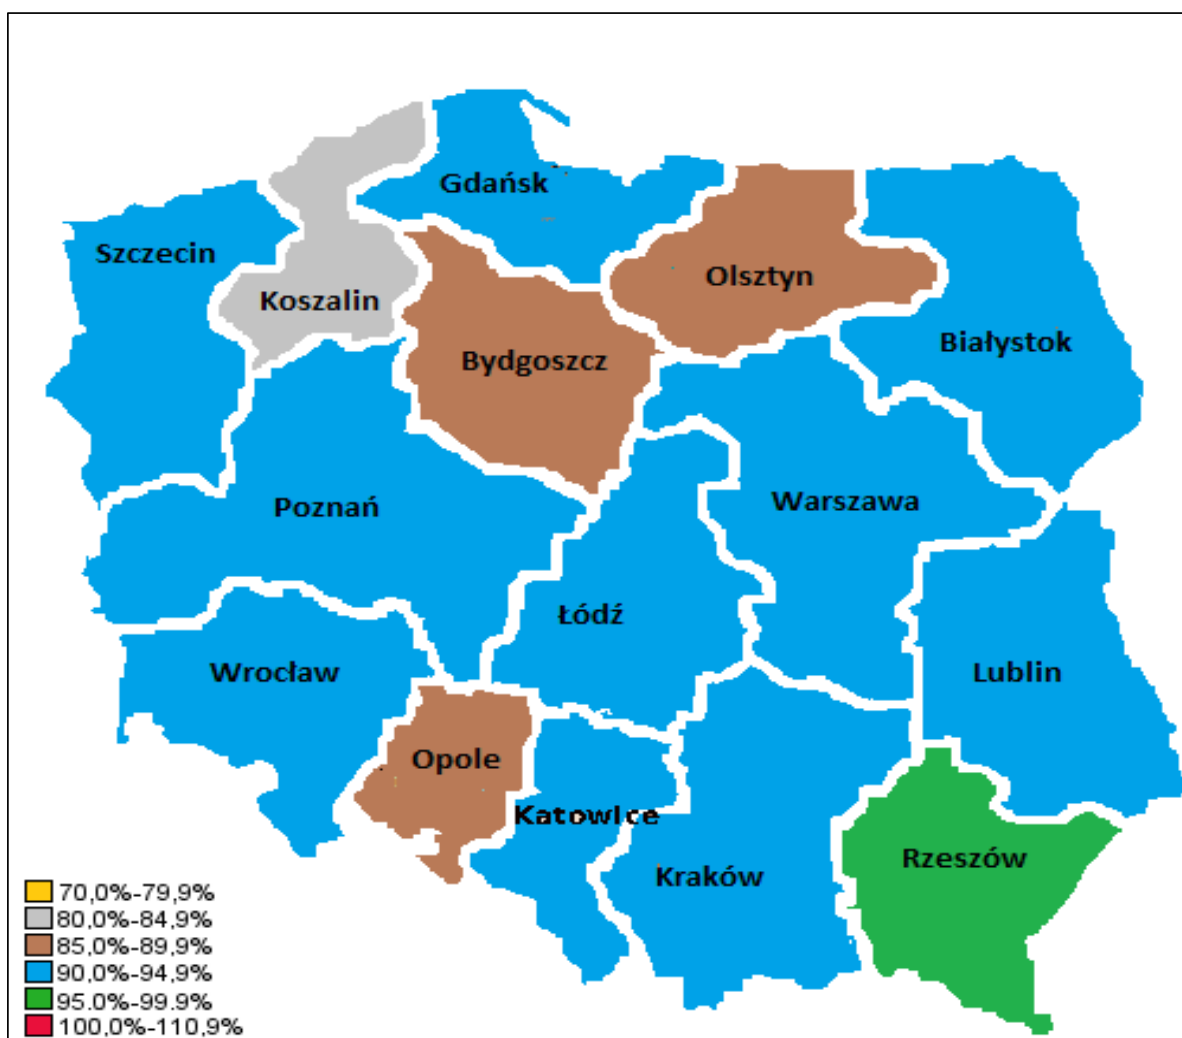 Gdańsk
Szczecin
Olsztyn
Koszalin
Białystok
Bydgoszcz
Poznań
Warszawa
Łódź
Wrocław
Lublin
Opole
Katowice
Rzeszów
Kraków
70,0%-79,9%
80,0%-84,9%
85,0%-89,9%
90,0%-94,9%
95.0%-99.9%
100,0%-110,9%